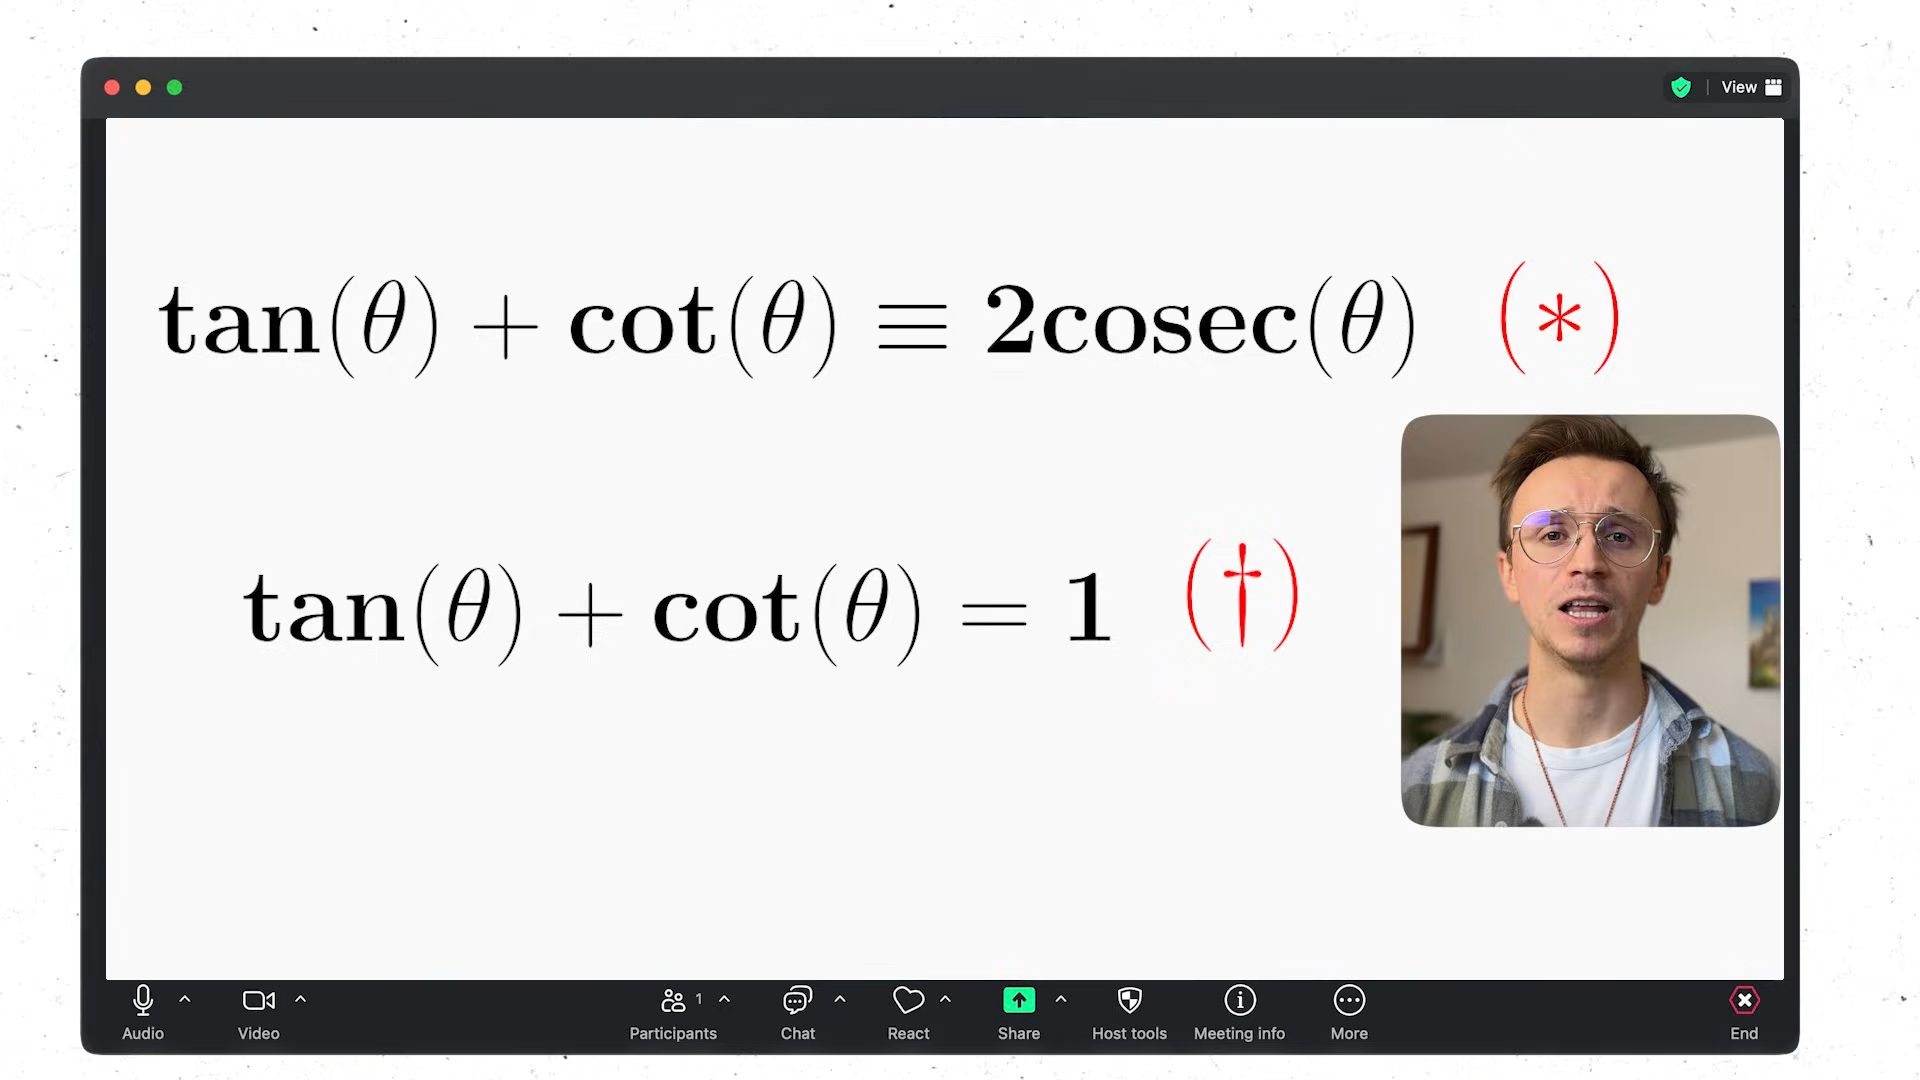 View
tan(θ) + cot(θ) ≡ 2cosec(θ) (*)
tan(θ) + cot(θ) = 1 (†)
1
Audio Video Participants Chat React Share Host tools Meeting info More End